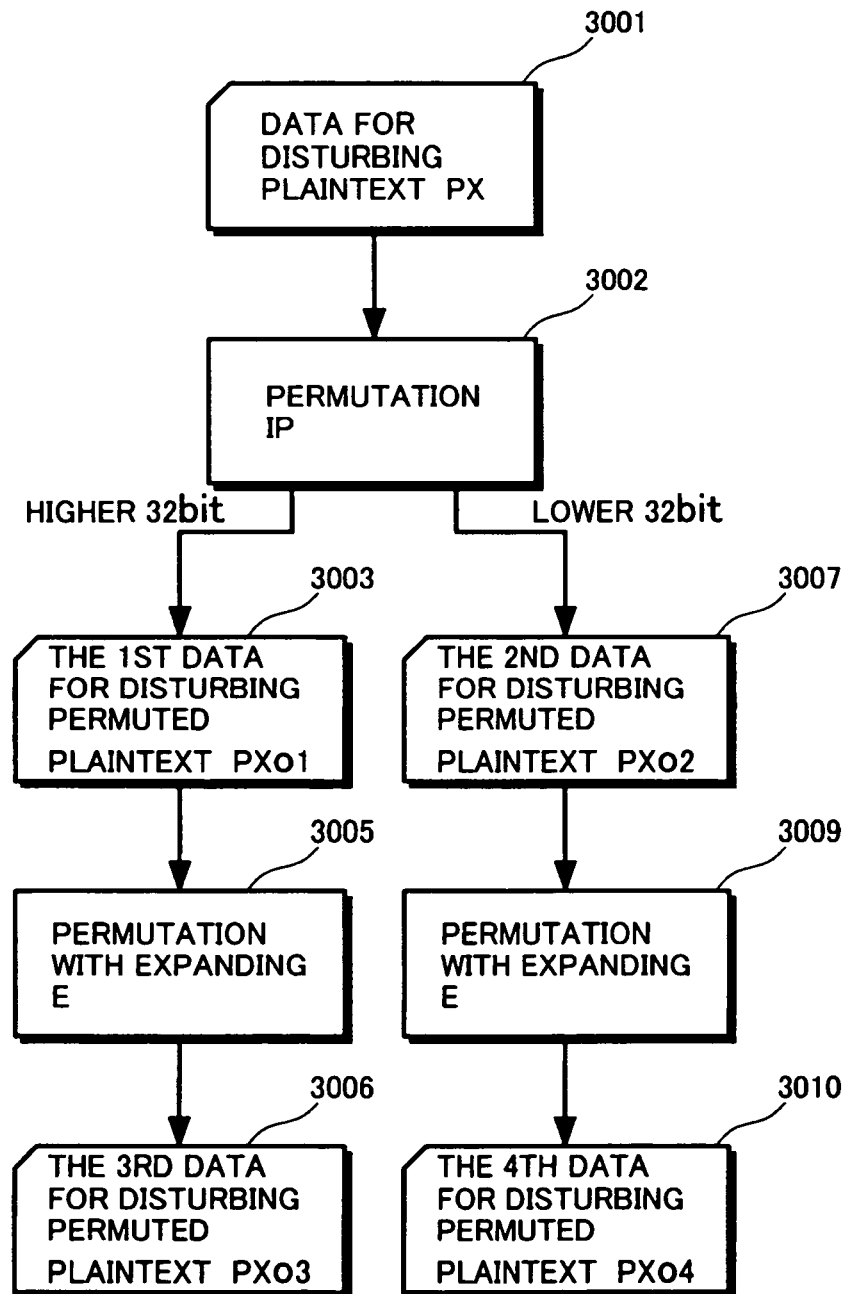 3001
DATA FOR
DISTURBING
PLAINTEXT PX
3002
PERMUTATION
IP
HIGHER 32bit
LOWER 32bit
3003
THE 1ST DATA
FOR DISTURBING
PERMUTED
PLAINTEXT PXo1
3007
THE 2ND DATA
FOR DISTURBING
PERMUTED
PLAINTEXT PXo2
3005
PERMUTATION
WITH EXPANDING
E
3009
PERMUTATION
WITH EXPANDING
E
3006
THE 3RD DATA
FOR DISTURBING
PERMUTED
PLAINTEXT PXo3
3010
THE 4TH DATA
FOR DISTURBING
PERMUTED
PLAINTEXT PXo4